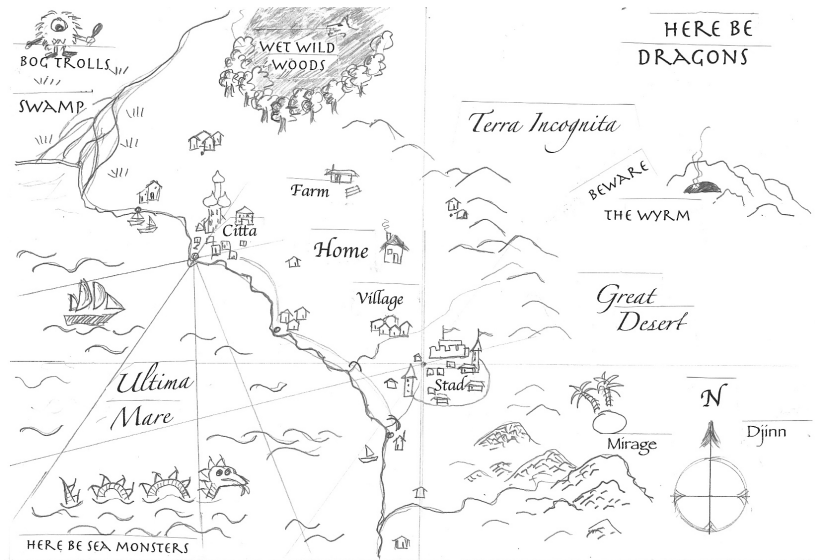 HERE BE
DRAGONS
BOG TROLLS
WET WILD
WOODS
SWAMP
Terra Incognita
BEWARE
THE WYRM
Farm
Citta
Home
Village
Great
Desert
Ultima
Mare
Stad
N
Mirage
Djinn
HERE BE SEA MONSTERS